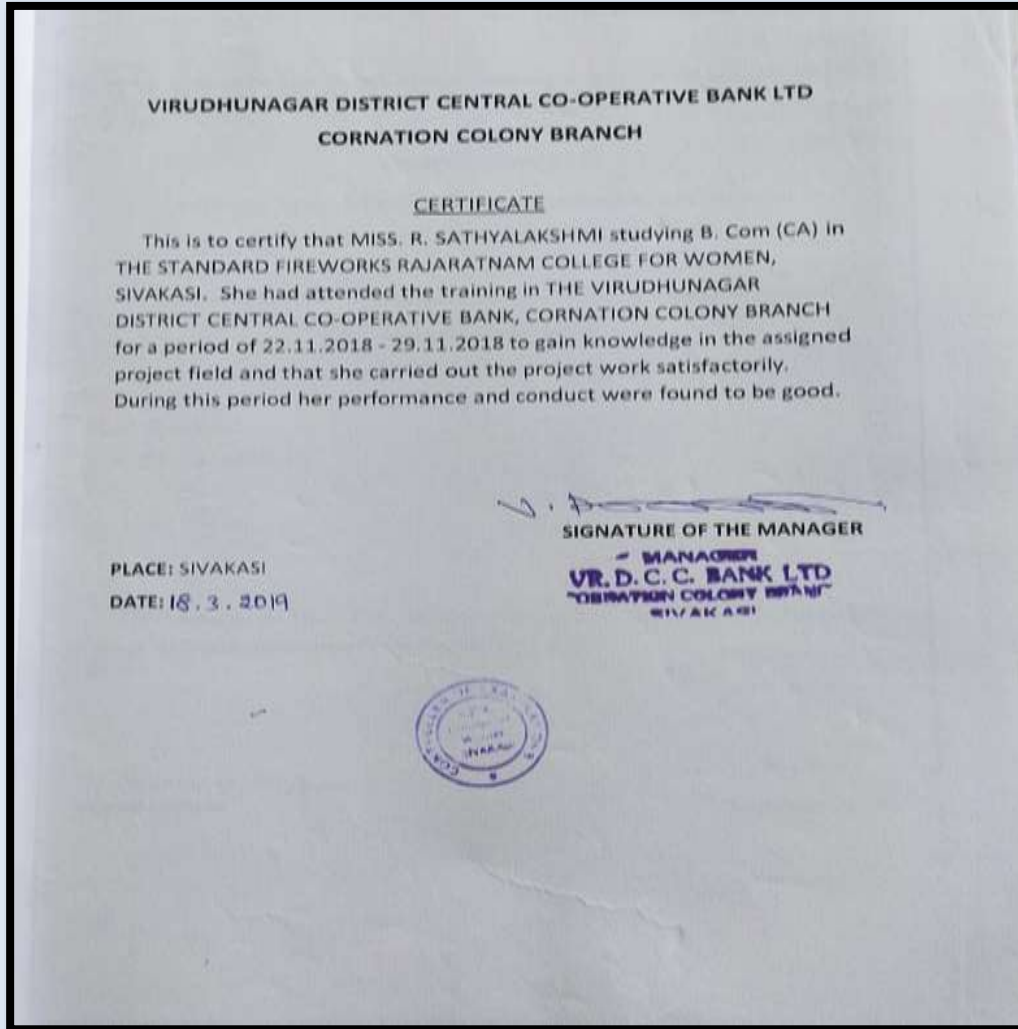 VIRUDHUNAGAR DISTRICT CENTRAL CO-OPERATIVE BANK LTD
CORNATION COLONY BRANCH
CERTIFICATE
This is to certify that MISS. R. SATHYALAKSHMI studying B. Com (CA) in
THE STANDARD FIREWORKS RAJARATNAM COLLEGE FOR WOMEN,
SIVAKASI. She had attended the training in THE VIRUDHUNAGAR
DISTRICT CENTRAL CO-OPERATIVE BANK, CORNATION COLONY BRANCH
for a period of 22.11.2018 - 29.11.2018 to gain knowledge in the assigned
project field and that she carried out the project work satisfactorily.
During this period her performance and conduct were found to be good.
SIGNATURE OF THE MANAGER
MANAGER
VR. D. C. C. BANK LTD
COLONY
SIVAKASI
PLACE: SIVAKASI
DATE: 18.3.2019
SIVAKASI